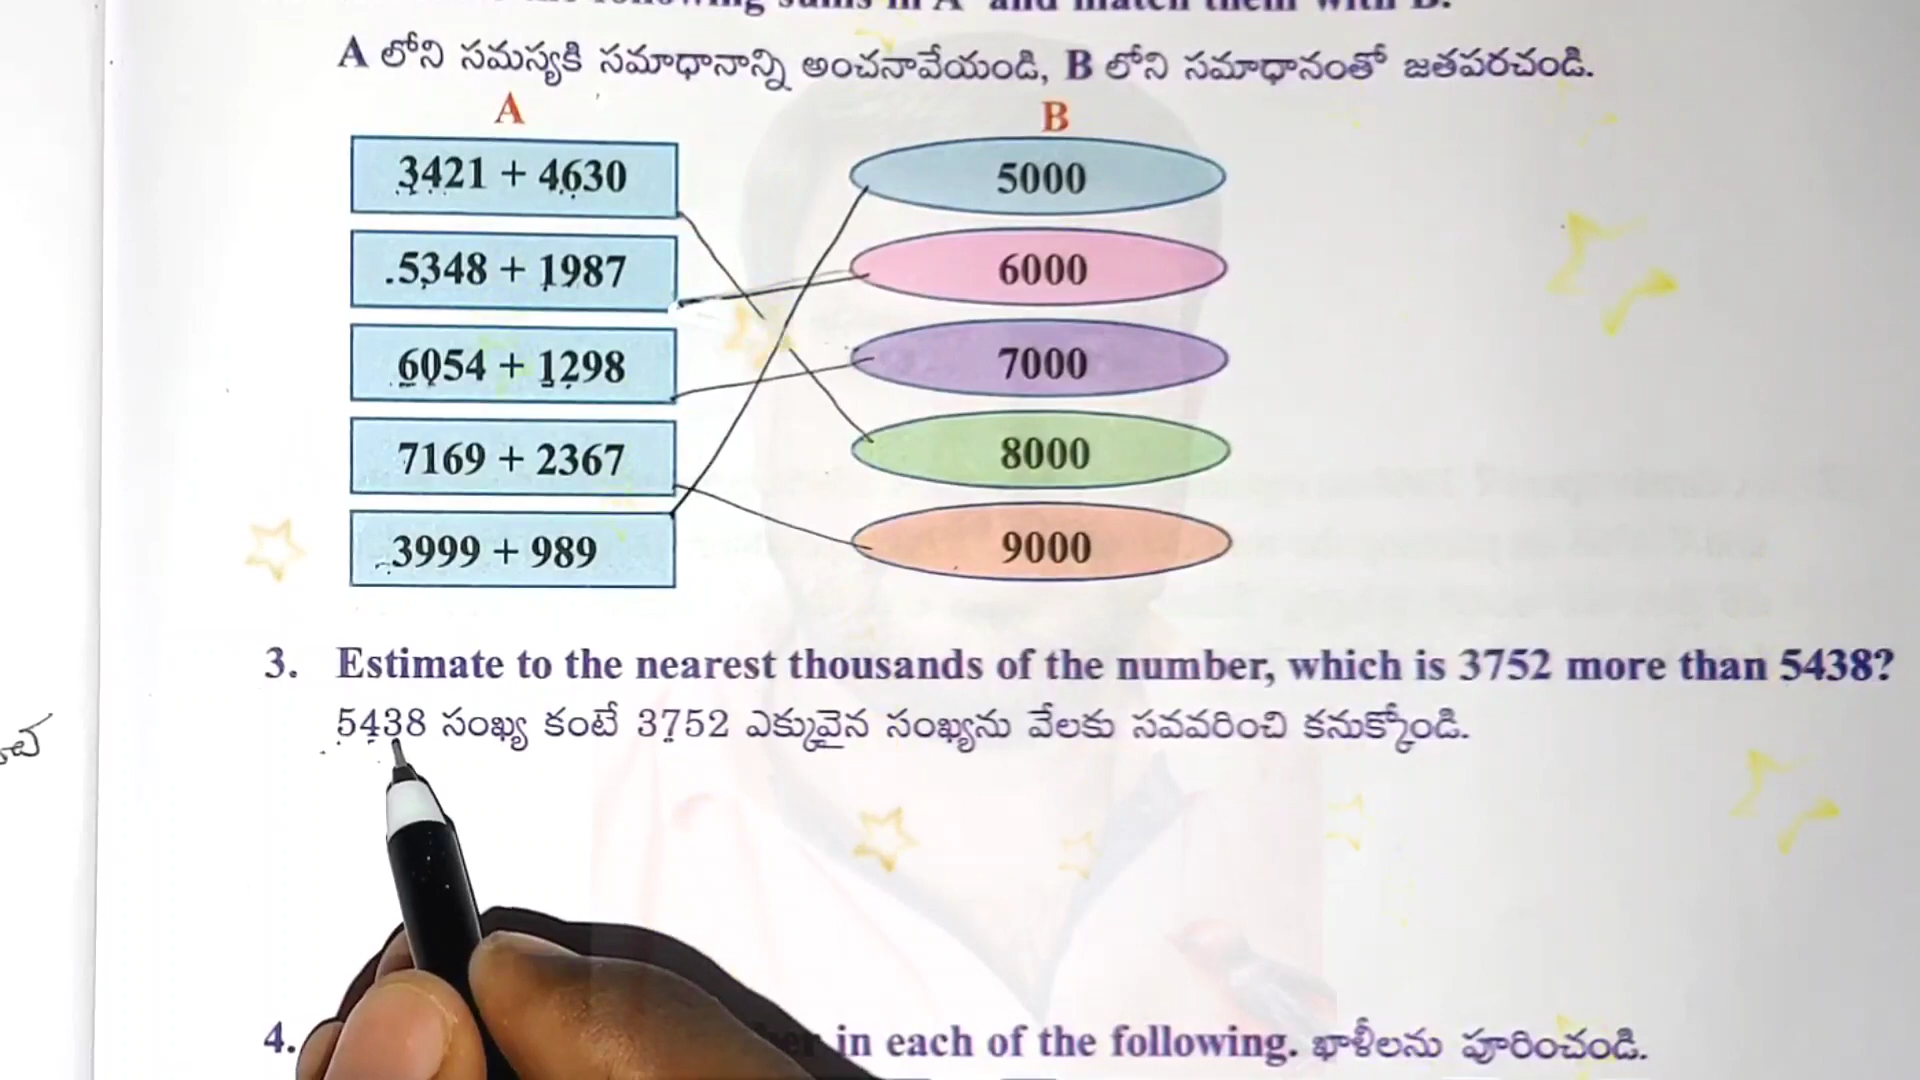 A లోని సమస్యకి సమాధానాన్ని అంచనావేయండి, B లోని సమాధానంతో జతపరచండి.
A B
3421 + 4630 5000
5348 + 1987 6000
6054 + 1298 7000
7169 + 2367 8000
3999 + 989 9000
3. Estimate to the nearest thousands of the number, which is 3752 more than 5438?
5438 సంఖ్య కంటే 3752 ఎక్కువైన సంఖ్యను వేలకు సవవరించి కనుక్కోండి.
4. in each of the following. ఖాళీలను పూరించండి.